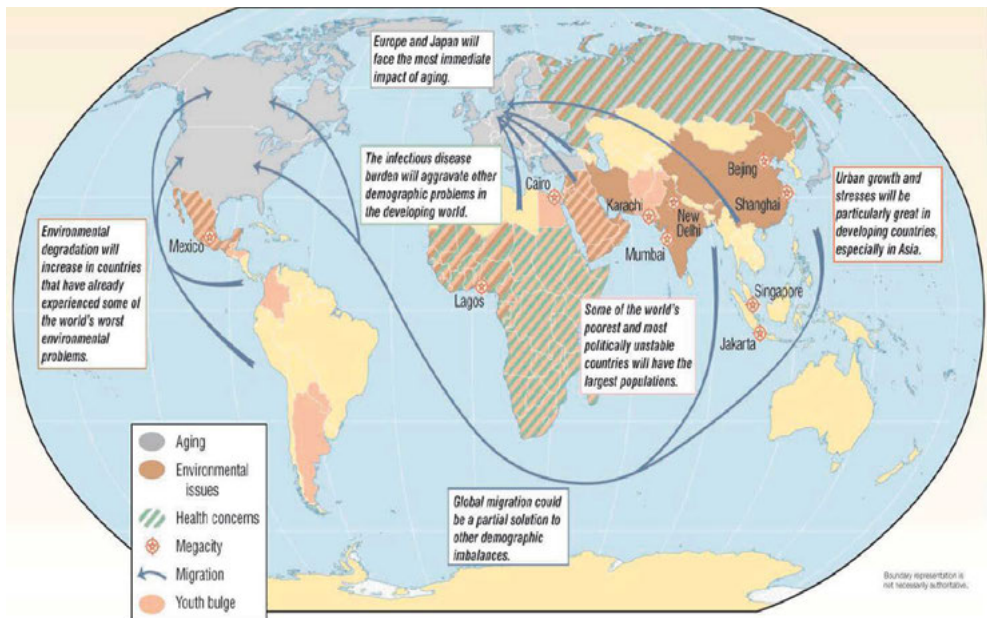 Europe and Japan will
face the most immediate
impact of aging.
The infectious disease
burden will aggravate other
demographic problems in
the developing world.
Cairo
Karachi
New
Delhi
Mumbai
Beijing
Shanghai
Urban growth and
stresses will be
particularly great in
developing countries,
especially in Asia.
Environmental
degradation will
increase in countries
that have already
experienced some of
the world's worst
environmental
problems.
Mexico
Lagos
Some of the world's
poorest and most
politically unstable
countries will have the
largest populations.
Singapore
Jakarta
Aging
Environmental
issues
Health concerns
Megacity
Migration
Youth bulge
Global migration could
be a partial solution to
other demographic
imbalances.
Boundary representation is
not necessarily authoritative.